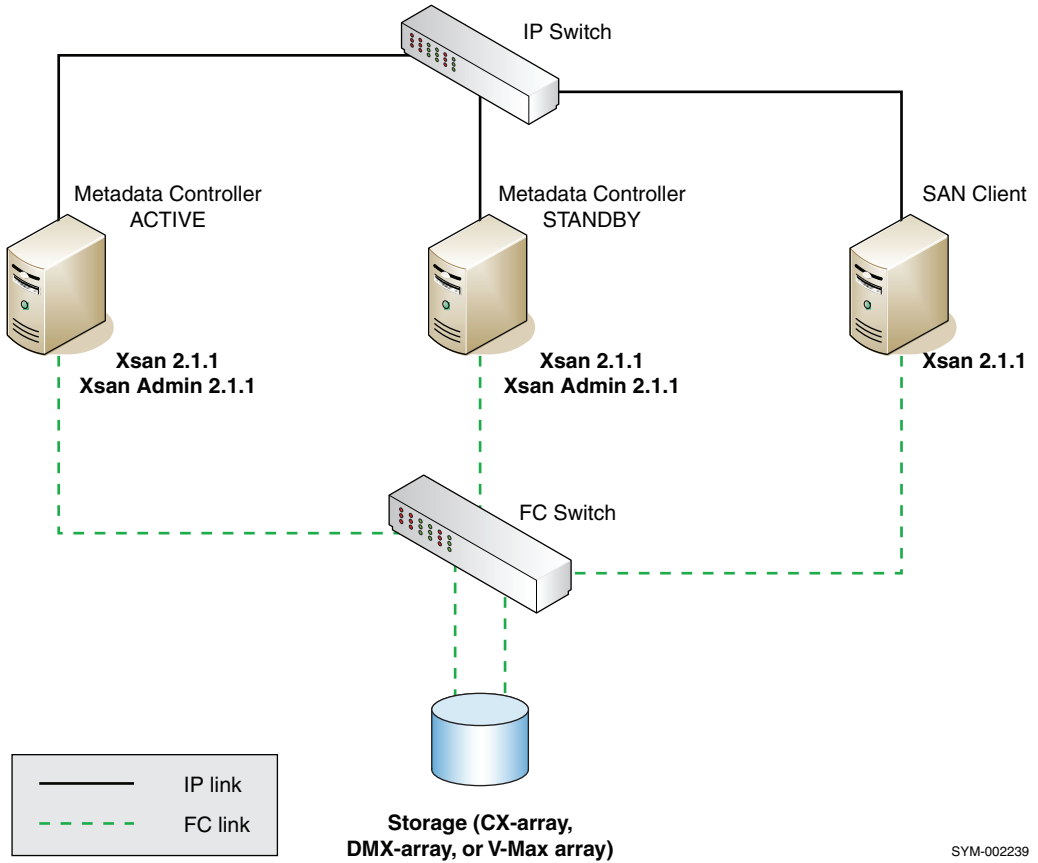 IP Switch
Metadata Controller
ACTIVE
Metadata Controller
STANDBY
SAN Client
Xsan 2.1.1
Xsan Admin 2.1.1
Xsan 2.1.1
Xsan Admin 2.1.1
Xsan 2.1.1
FC Switch
IP link
FC link
Storage (CX-array,
DMX-array, or V-Max array)
SYM-002239